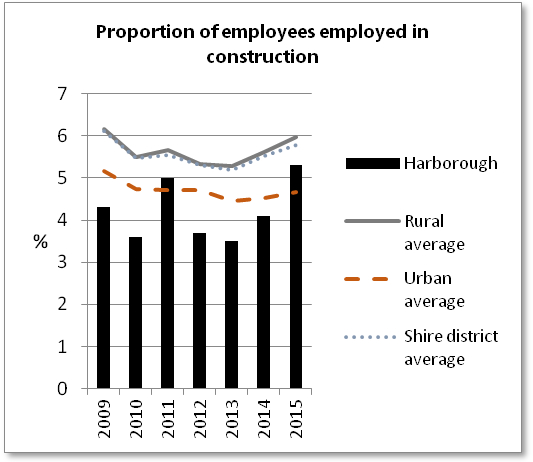 Proportion of employees employed in
construction
7
6
5
4
3
2
1
0
%
2009
2010
2011
2012
2013
2014
2015
Harborough
Rural
average
Urban
average
Shire district
average